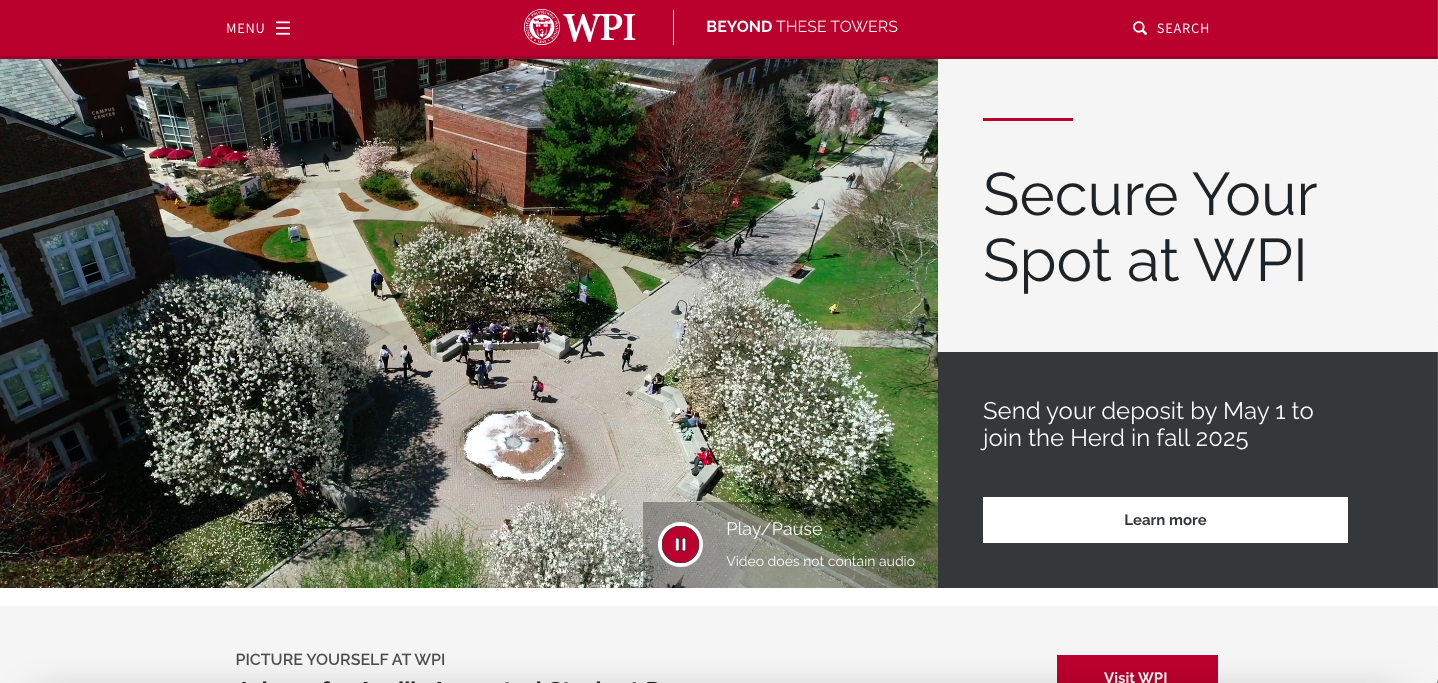 MENU
WPI
BEYOND THESE TOWERS
SEARCH
CAMPUS
CENTER
Secure Your
Spot at WPI
Send your deposit by May 1 to
join the Herd in fall 2025
Learn more
Play/Pause
Video does not contain audio
PICTURE YOURSELF AT WPI
Visit WPI